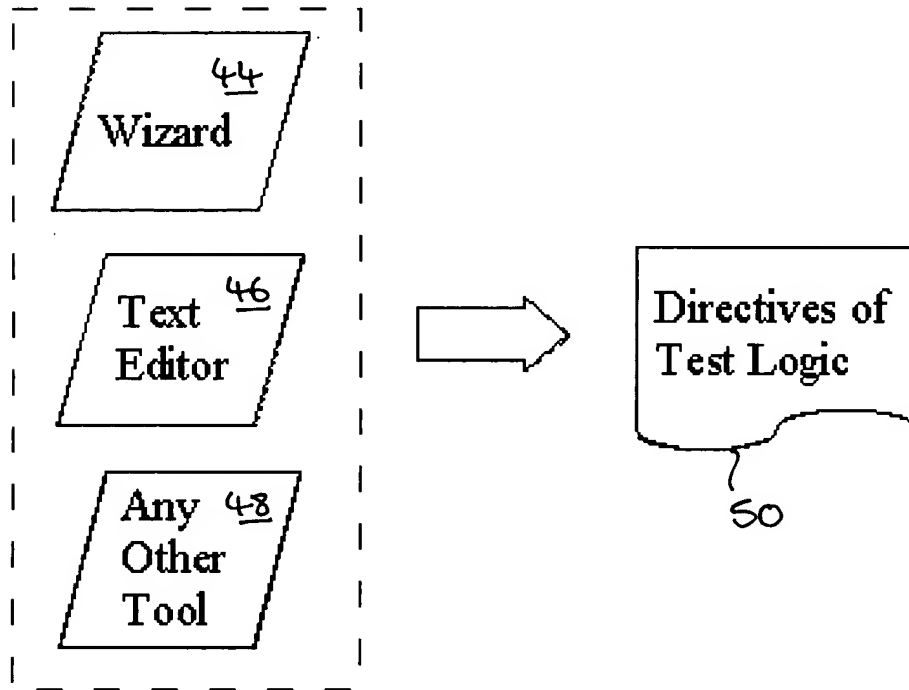 44
Wizard
46
Text
Editor
Any 48
Other
Tool
Directives of
Test Logic
50